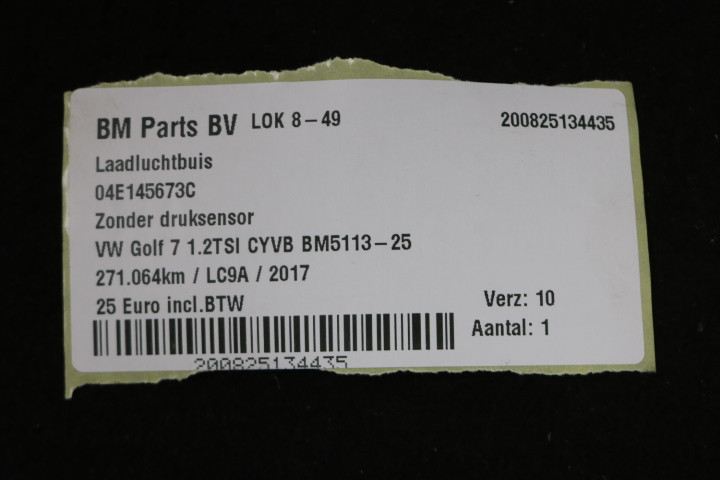 BM Parts BV LOK 8-49 200825134435
Laadluchtbuis
04E145673C
Zonder druksensor
VW Golf 7 1.2TSI CYVB BM5113-25
271.064km / LC9A / 2017
25 Euro incl.BTW Verz: 10
Aantal: 1
200825134435